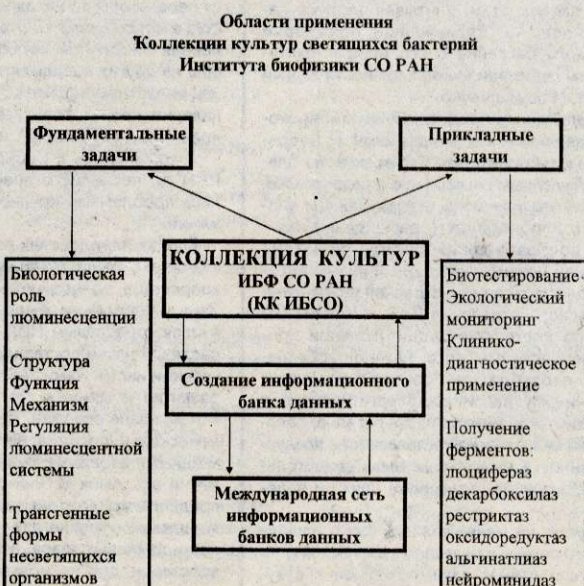 Области применения
Коллекции культур светящихся бактерий
Института биофизики СО РАН
Фундаментальные
задачи
Прикладные
задачи
КОЛЛЕКЦИЯ КУЛЬТУР
ИБФ СО РАН
(КК ИБСО)
Биологическая
роль
люминесценции
Структура
Функция
Механизм
Регуляция
люминесцентной
системы
Трансгенные
формы
несветящихся
организмов
Создание информационного
банка данных
Международная сеть
информационных
банков данных
Биотестирование-
Экологический
мониторинг
Клинико-
диагностическое
применение
Получение
ферментов:
люцифераз
декарбоксилаз
рестриктаз
оксидоредуктаз
альгинатлиаз
нейроминидаз